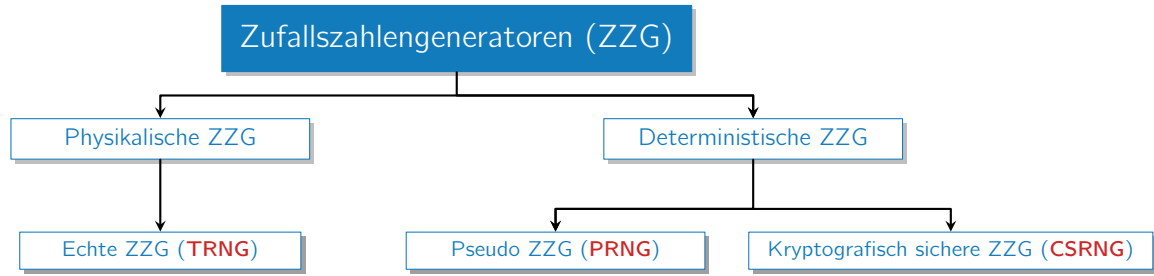 Zufallszahlengeneratoren (ZZG)
Physikalische ZZG
Deterministische ZZG
Echte ZZG (TRNG)
Pseudo ZZG (PRNG)
Kryptografisch sichere ZZG (CSRNG)